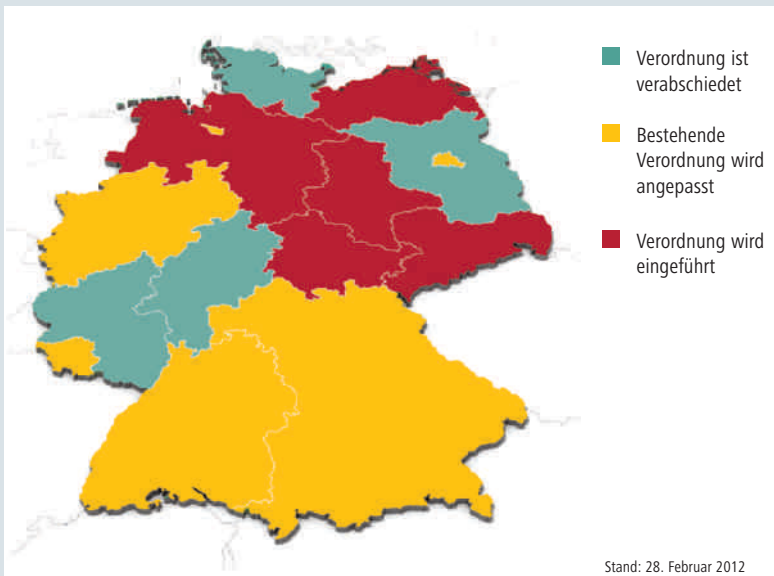 Verordnung ist
verabschiedet
Bestehende
Verordnung wird
angepasst
Verordnung wird
eingeführt
Stand: 28. Februar 2012